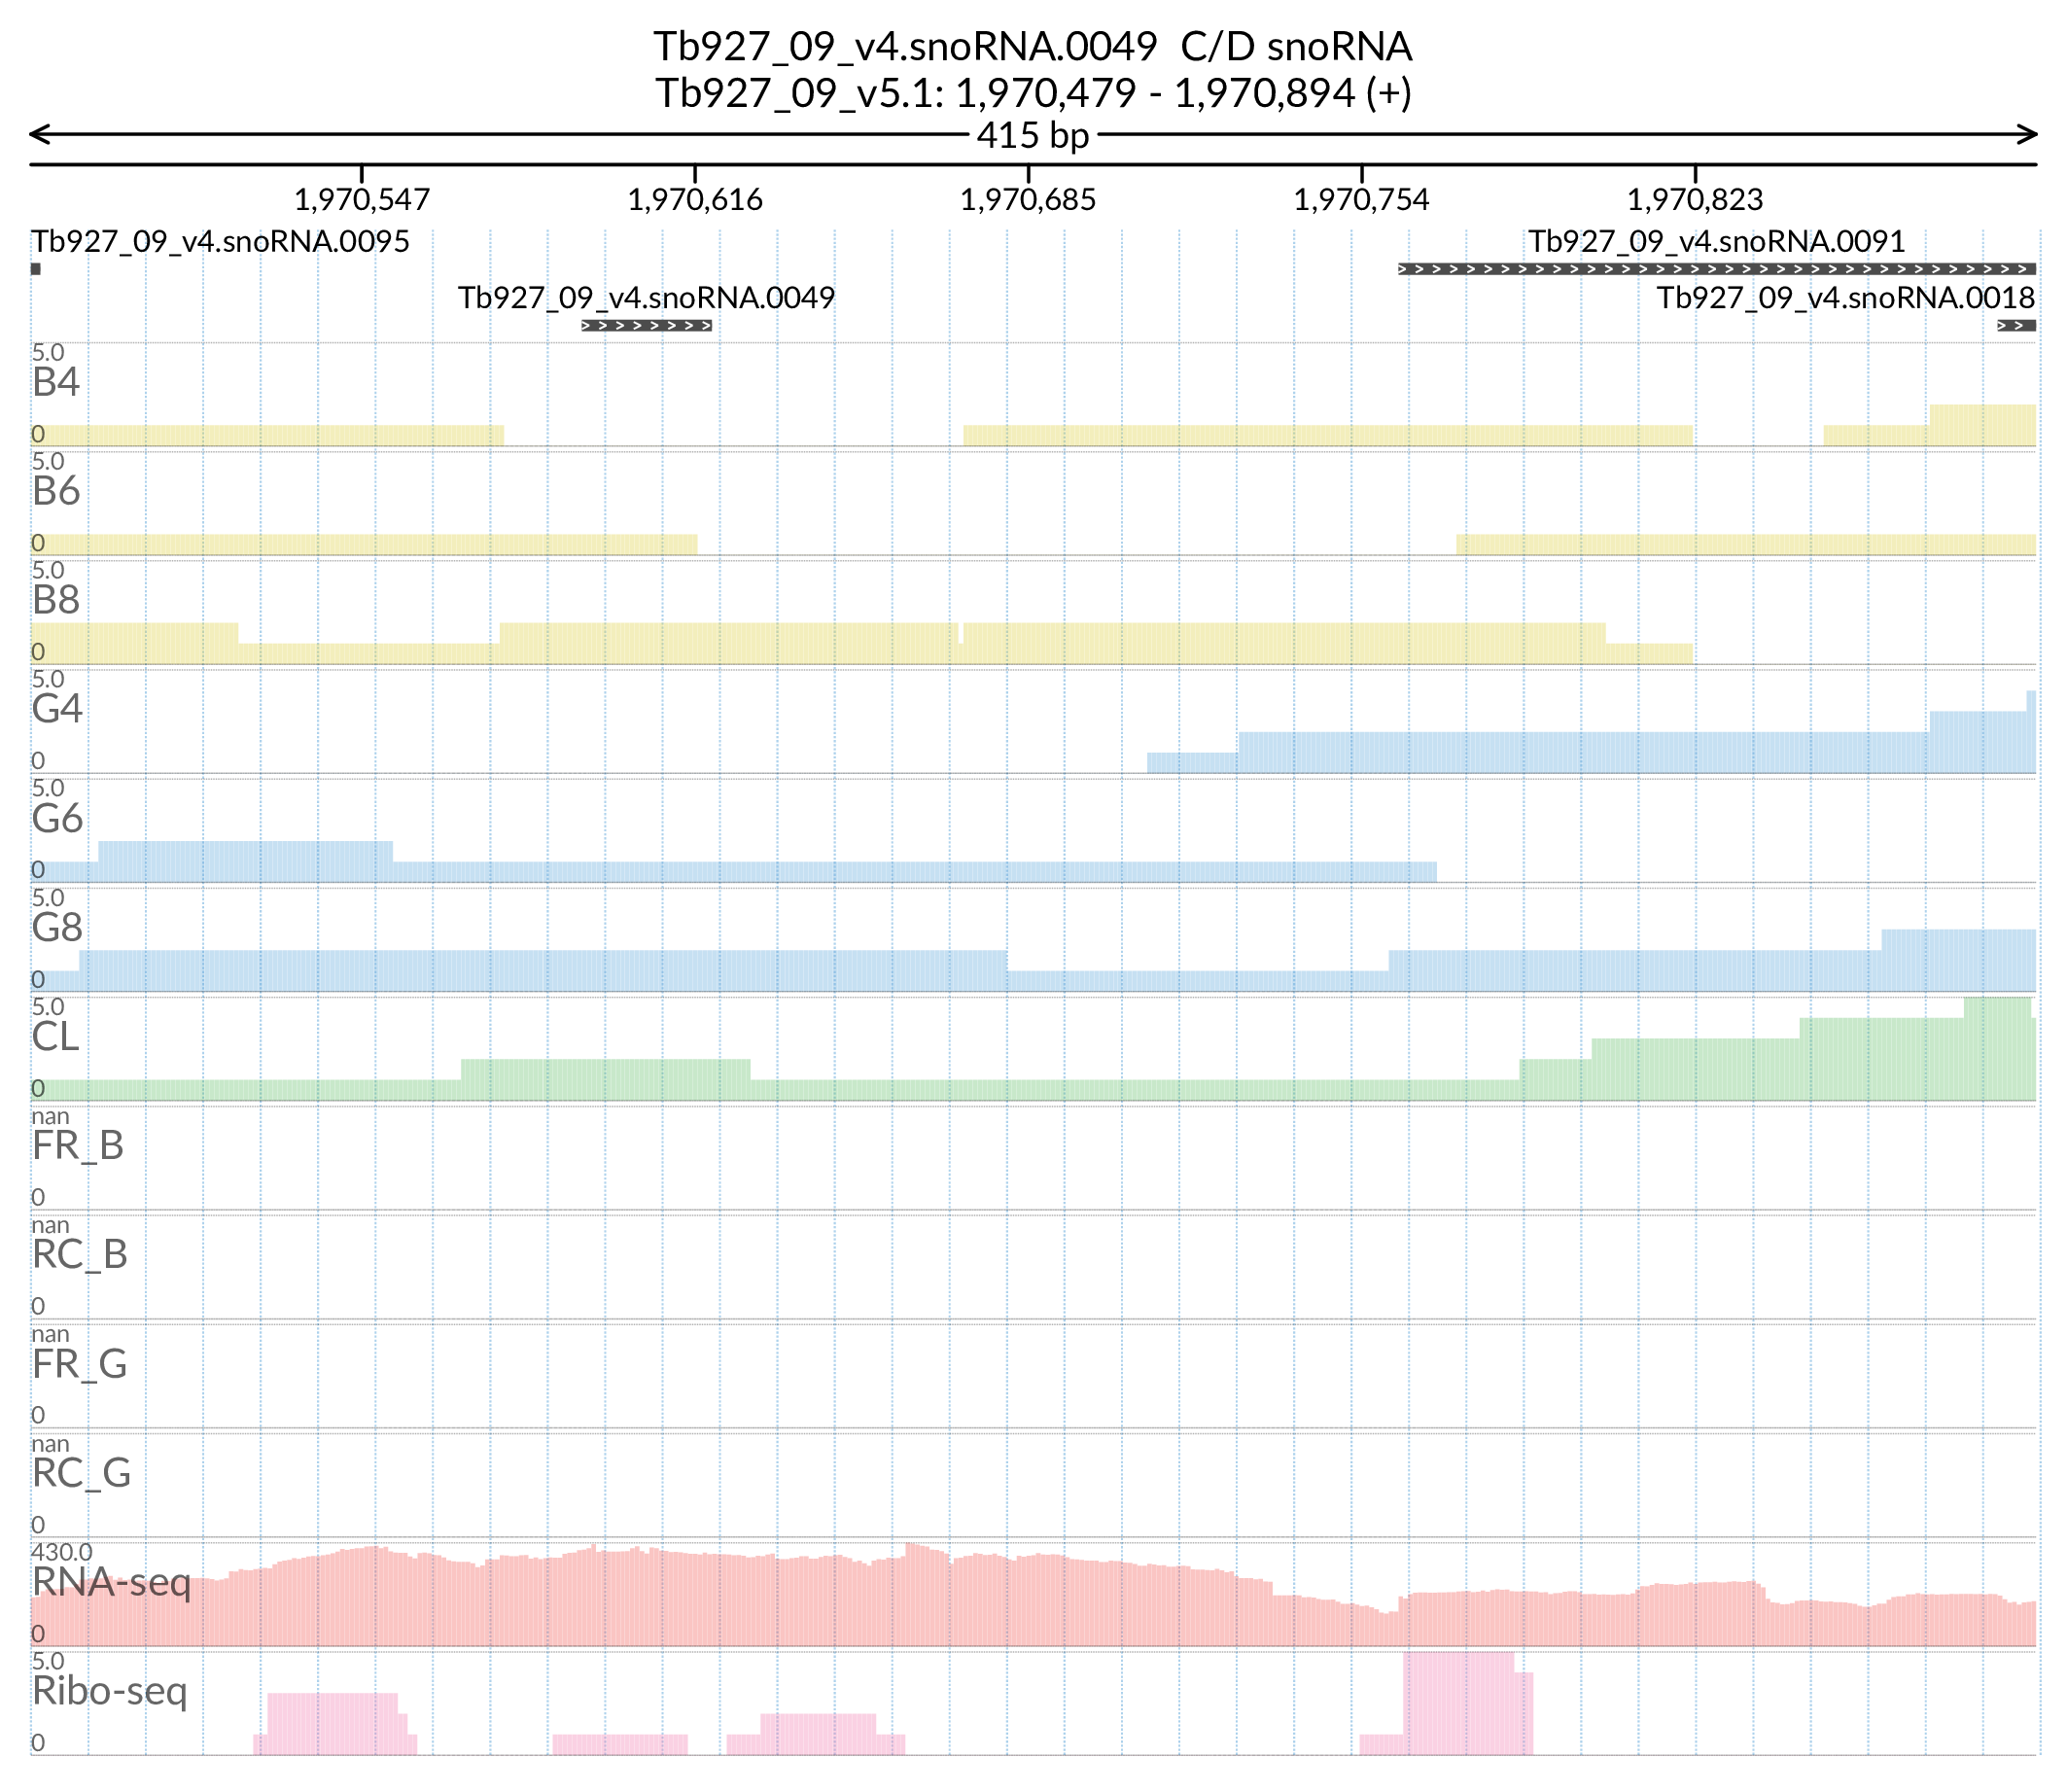 Tb927_09_v4.snoRNA.0049 C/D snoRNA
Tb927_09_v5.1: 1,970,479 - 1,970,894 (+)
415 bp
1,970,547 1,970,616 1,970,685 1,970,754 1,970,823
Tb927_09_v4.snoRNA.0095 Tb927_09_v4.snoRNA.0091
Tb927_09_v4.snoRNA.0049 Tb927_09_v4.snoRNA.0018
5.0
B4
0
5.0
B6
0
5.0
B8
0
5.0
G4
0
5.0
G6
0
5.0
G8
0
5.0
CL
0
nan
FR_B
0
nan
RC_B
0
nan
FR_G
0
nan
RC_G
0
430.0
RNA-seq
0
5.0
Ribo-seq
0